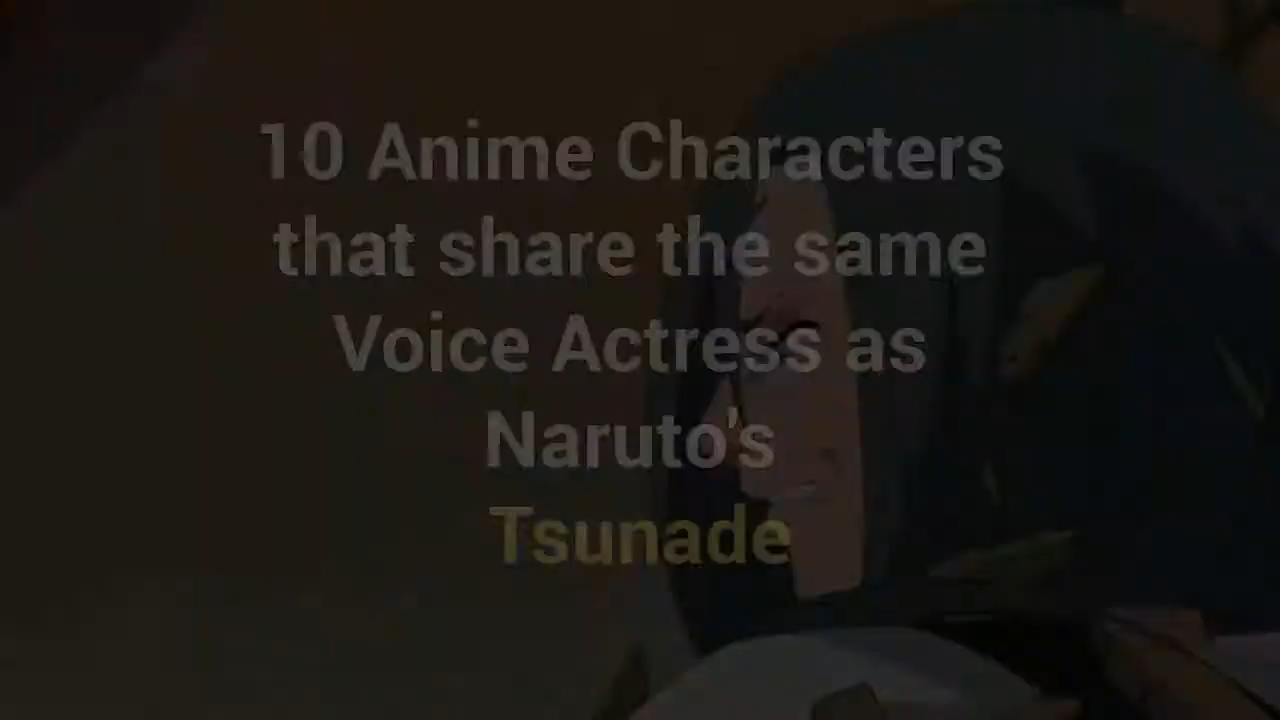 10 Anime Characters
that share the same
Voice Actress as
Naruto's
Tsunade